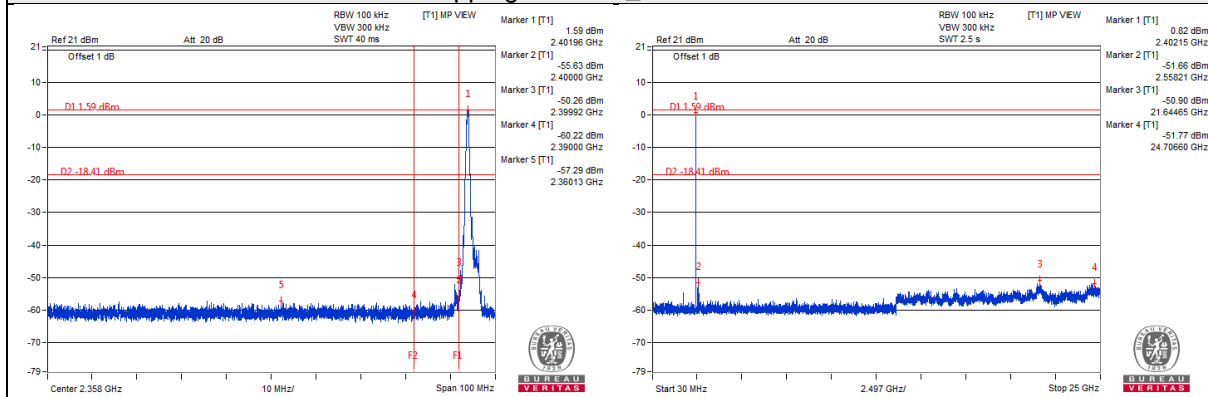 RBW 100 kHz [T1] MP VIEW
VBW 300 kHz
Ref 21 dBm Att 20 dB SWT 40 ms
21
Offset 1 dB
10
D1 1.59 dBm
0
-10
D2 -18.41 dBm
-20
-30
-40
-50
-60
-70
-79
1
5
4
3
F2
F1
Center 2.358 GHz 10 MHz/ Span 100 MHz
Marker 1 [T1]
1.59 dBm
2.40196 GHz
Marker 2 [T1]
-55.63 dBm
2.40000 GHz
Marker 3 [T1]
-50.26 dBm
2.39992 GHz
Marker 4 [T1]
-60.22 dBm
2.39000 GHz
Marker 5 [T1]
-57.29 dBm
2.36013 GHz
BUREAU VERITAS
1828
BUREAU
VERITAS
RBW 100 kHz [T1] MP VIEW
VBW 300 kHz
Ref 21 dBm Att 20 dB SWT 2.5 s
21
Offset 1 dB
10
1
D1 1.59 dBm
0
-10
D2 -18.41 dBm
-20
-30
-40
-50
-60
-70
-79
2
3
4
Start 30 MHz 2.497 GHz/ Stop 25 GHz
Marker 1 [T1]
0.82 dBm
2.40215 GHz
Marker 2 [T1]
-51.66 dBm
2.55821 GHz
Marker 3 [T1]
-50.90 dBm
21.64465 GHz
Marker 4 [T1]
-51.77 dBm
24.70660 GHz
BUREAU VERITAS
1828
BUREAU
VERITAS